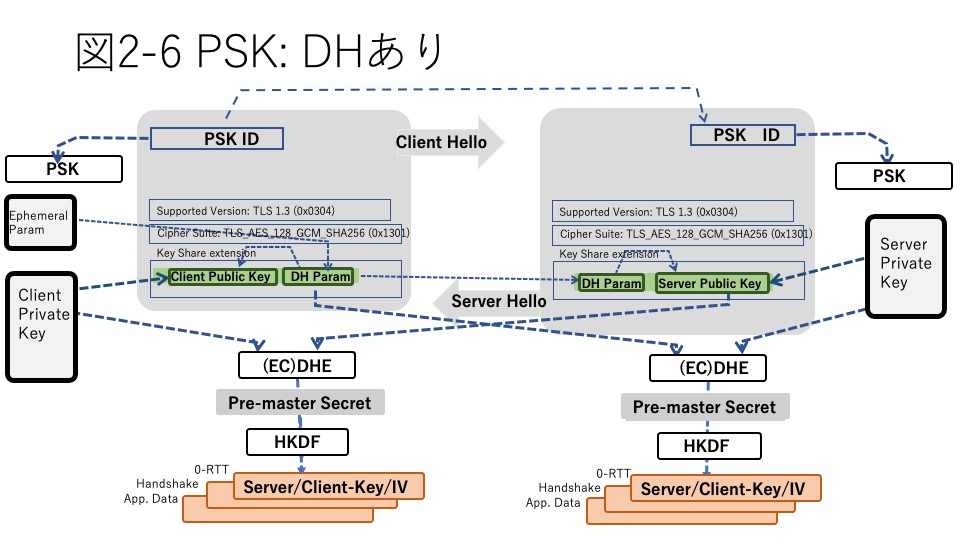 図2-6 PSK: DHあり
PSK ID
Client Hello
PSK ID
PSK
PSK
Ephemeral
Param
Supported Version: TLS 1.3 (0x0304)
Cipher Suite: TLS_AES_128_GCM_SHA256 (0x1301)
Key Share extension
Client Public Key
DH Param
Supported Version: TLS 1.3 (0x0304)
Cipher Suite: TLS_AES_128_GCM_SHA256 (0x1301)
Key Share extension
DH Param
Server Public Key
Server
Private
Key
Client
Private
Key
Server Hello
(EC)DHE
(EC)DHE
Pre-master Secret
Pre-master Secret
HKDF
HKDF
0-RTT
Handshake
App. Data
Server/Client-Key/IV
0-RTT
Handshake
App. Data
Server/Client-Key/IV